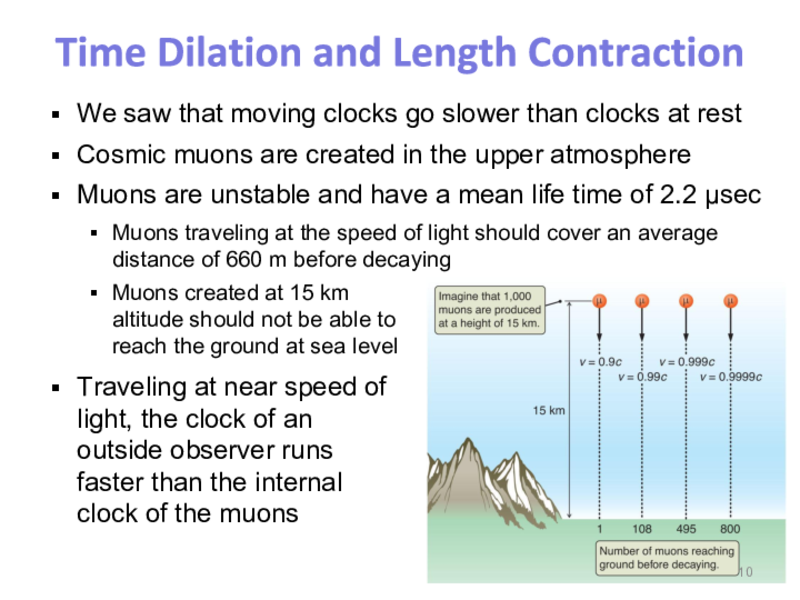 Time Dilation and Length Contraction
▪ We saw that moving clocks go slower than clocks at rest
▪ Cosmic muons are created in the upper atmosphere
▪ Muons are unstable and have a mean life time of 2.2 μsec
▪ Muons traveling at the speed of light should cover an average
distance of 660 m before decaying
▪ Muons created at 15 km
altitude should not be able to
reach the ground at sea level
▪ Traveling at near speed of
light, the clock of an
outside observer runs
faster than the internal
clock of the muons
Imagine that 1,000
muons are produced
at a height of 15 km.
μ μ μ μ
v = 0.9c v = 0.999c
v = 0.99c v = 0.9999c
15 km
1 108 495 800
Number of muons reaching
ground before decaying.
10